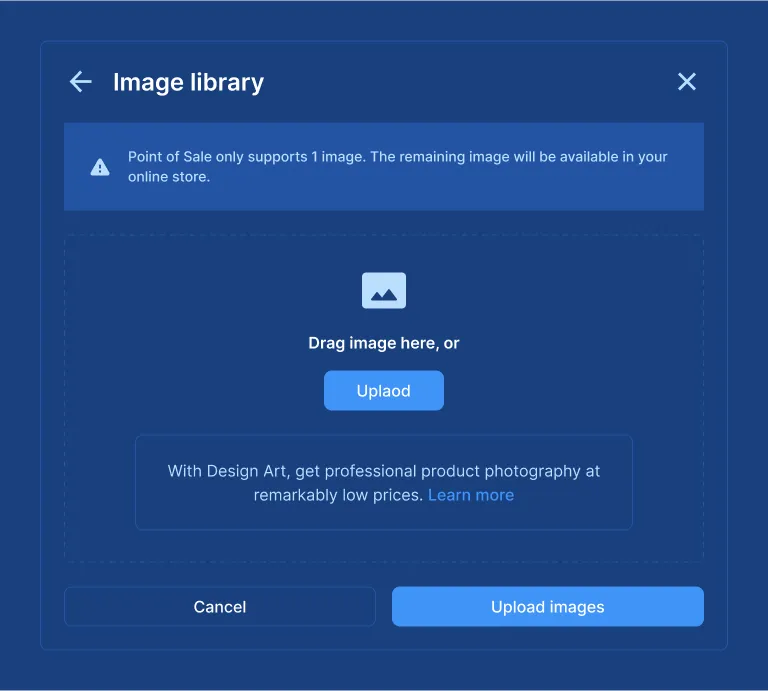 Image library
Point of Sale only supports 1 image. The remaining image will be available in your
online store.
Drag image here, or
Uplaod
With Design Art, get professional product photography at
remarkably low prices. Learn more
Cancel
Upload images